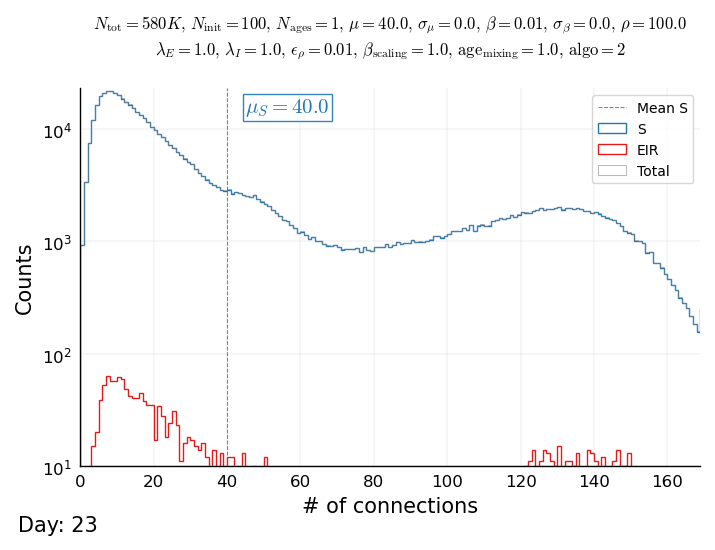 N_tot = 580K, N_init = 100, N_ages = 1, μ = 40.0, σ_μ = 0.0, β = 0.01, σ_β = 0.0, ρ = 100.0
λ_E = 1.0, λ_I = 1.0, ϵ_ρ = 0.01, β_scaling = 1.0, age_mixing = 1.0, algo = 2
μ_S = 40.0
Mean S
S
EIR
Total
10^4
10^3
10^2
10^1
Counts
0 20 40 60 80 100 120 140 160
# of connections
Day: 23